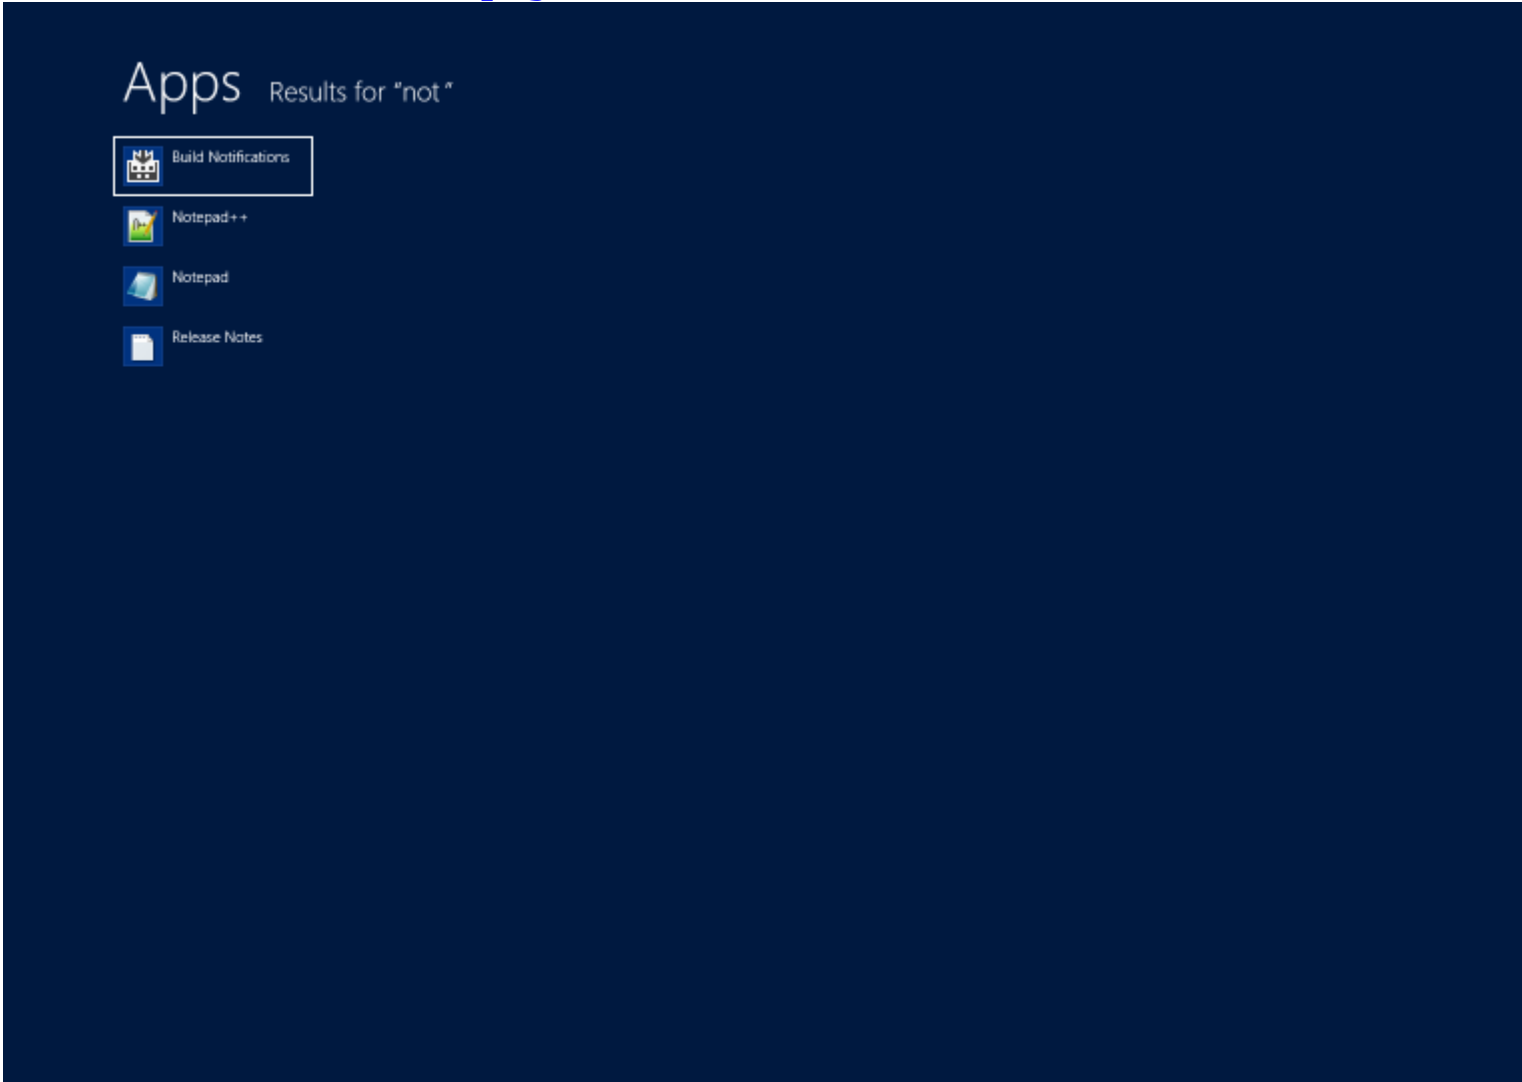 Apps Results for “not”
Build Notifications
Notepad++
Notepad
Release Notes